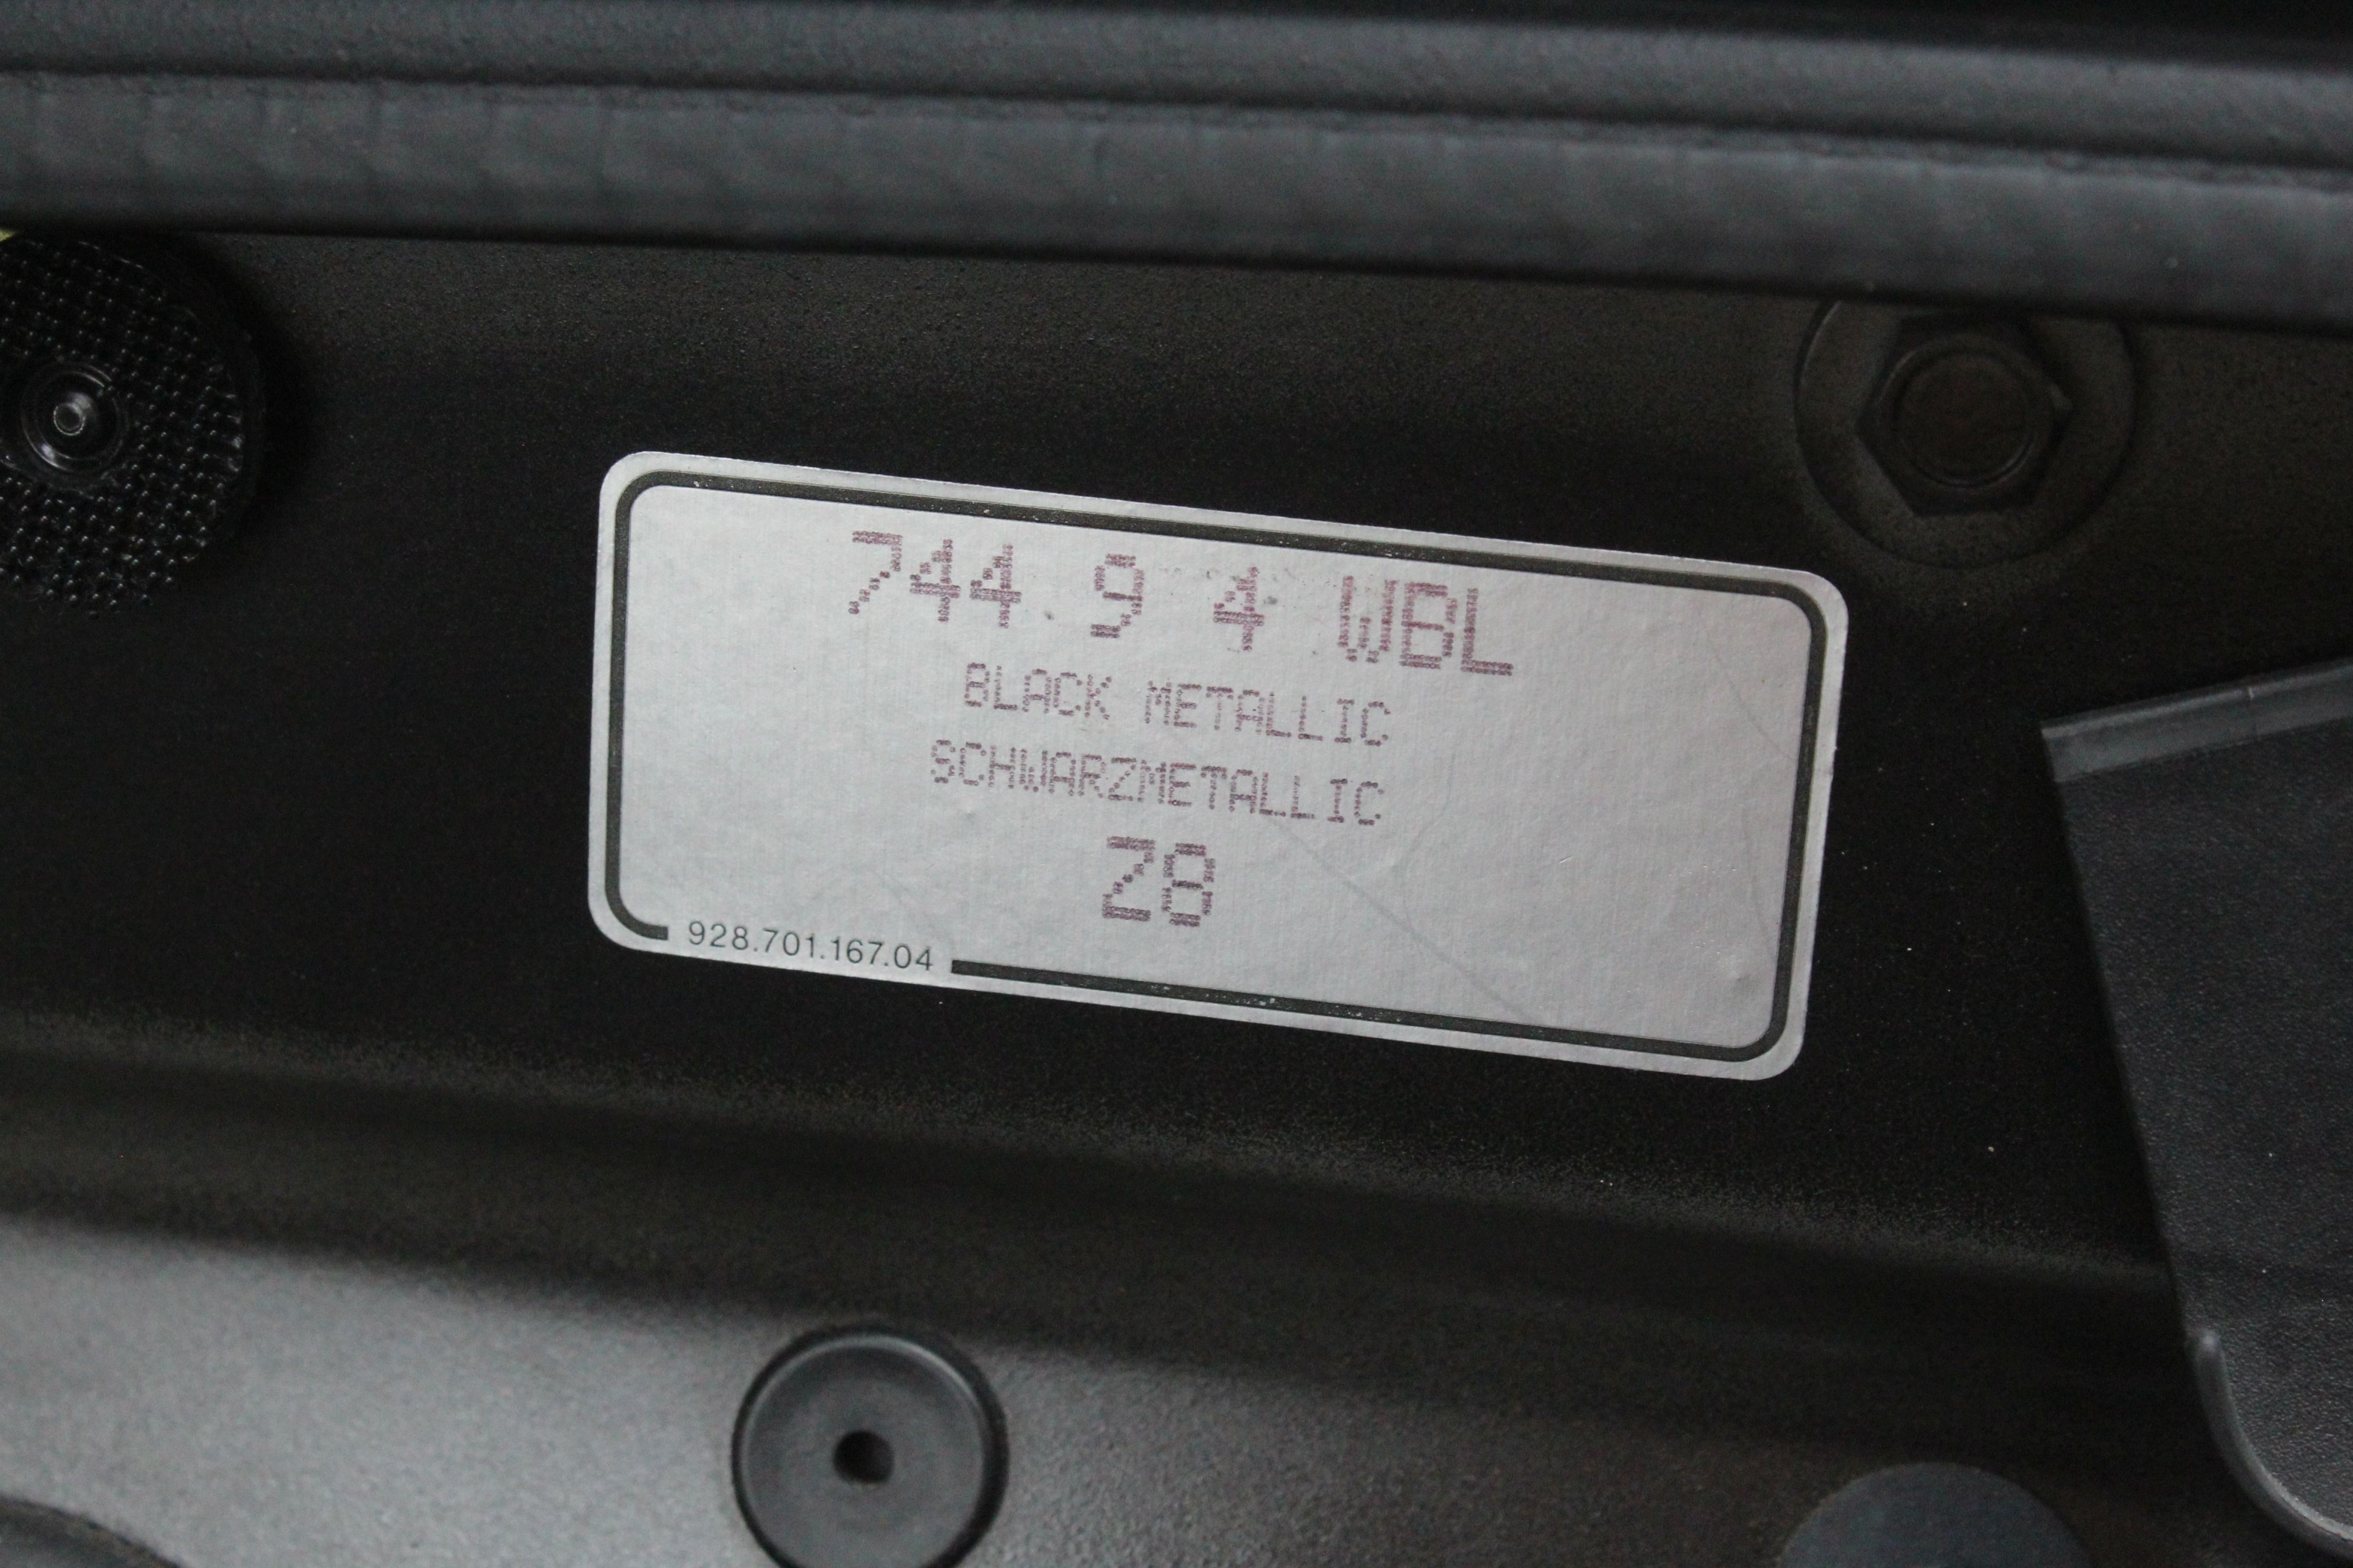 744 9 4 WBL
BLACK METALLIC
SCHWARZMETALLIC
Z8
928.701.167.04